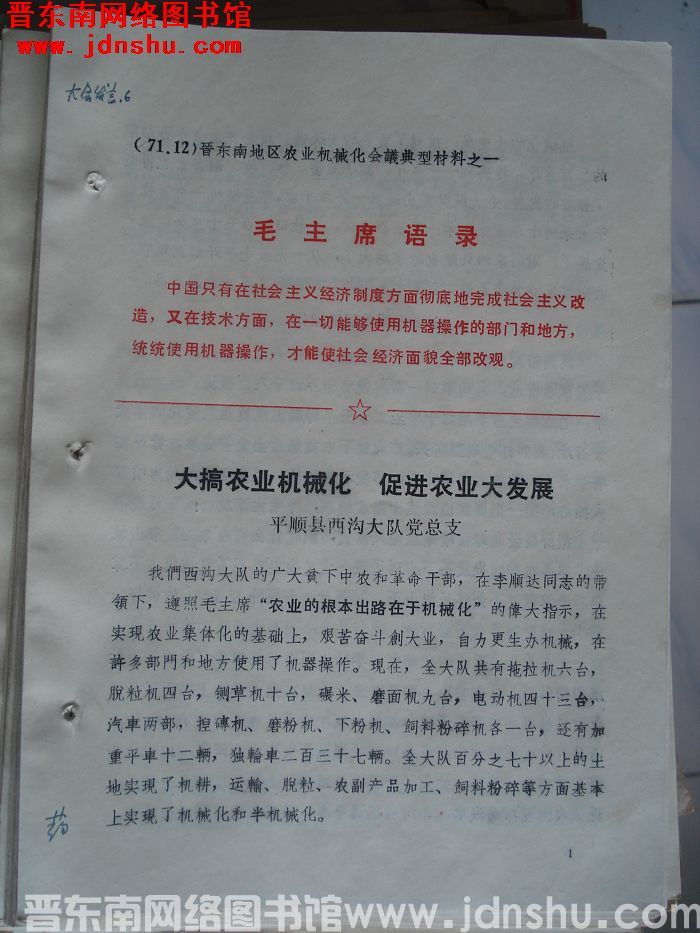 晋东南网络图书馆
www.jdnshu.com
大会发言.6
(71.12)晋东南地区农业机械化会議典型材料之一
毛主席语录
中国只有在社会主义经济制度方面彻底地完成社会主义改
造，又在技术方面，在一切能够使用机器操作的部门和地方，
统统使用机器操作，才能使社会经济面貌全部改观。
大搞农业机械化 促进农业大发展
平順县西沟大队党总支
我們西沟大队的广大貧下中农和革命干部，在李順达同志的带
領下，遵照毛主席“农业的根本出路在于机械化”的偉大指示，在
实现农业集体化的基础上，艰苦奋斗創大业，自力更生办机械，在
許多部門和地方使用了机器操作。现在，全大队共有拖拉机六台，
脫粒机四台，铡草机十台，碾米、磨面机九台，电动机四十三台，
汽車两部，揑磚机、磨粉机、下粉机、飼料粉碎机各一台，还有加
重平車十二輛，独輪車二百三十七輛。全大队百分之七十以上的土
地实现了机耕，运輸、脫粒、农副产品加工、飼料粉碎等方面基本
上实现了机械化和半机械化。
药
1
晋东南网络图书馆www.jdnshu.com